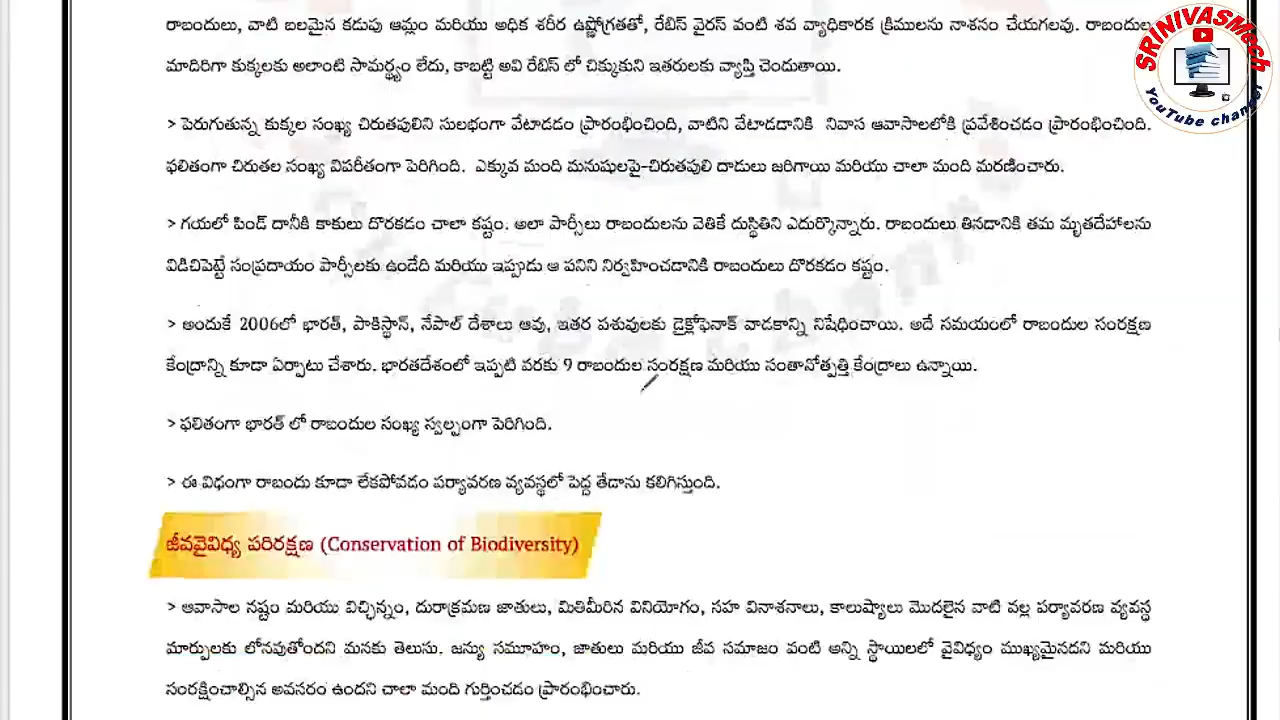 రాబందులు, వాటి బలమైన కడుపు ఆమ్లం మరియు అధిక శరీర ఉష్ణోగ్రతతో, రేబిస్ వైరస్ వంటి శవ వ్యాధికారక క్రిములను నాశనం చేయగలవు. రాబందుల
మాదిరిగా కుక్కలకు అలాంటి సామర్థ్యం లేదు, కాబట్టి అవి రేబిస్ లో చిక్కుకుని ఇతరులకు వ్యాప్తి చెందుతాయి.
> పెరుగుతున్న కుక్కల సంఖ్య చిరుతపులిని సులభంగా వేటాడడం ప్రారంభించింది, వాటిని వేటాడడానికి నివాస ఆవాసాలలోకి ప్రవేశించడం ప్రారంభించింది.
ఫలితంగా చిరుతల సంఖ్య విపరీతంగా పెరిగింది. ఎక్కువ మంది మనుషులపై-చిరుతపులి దాడులు జరిగాయి మరియు చాలా మంది మరణించారు.
> గయలో పిండ్ దానీకి కాకులు దొరకడం చాలా కష్టం. అలా పార్సీలు రాబందులను వెతికే దుస్థితిని ఎదుర్కొన్నారు. రాబందులు తినడానికి తమ మృతదేహాలను
విడిచిపెట్టే సంప్రదాయం పార్సీలకు ఉండేది మరియు ఇప్పుడు ఆ పనిని నిర్వహించడానికి రాబందులు దొరకడం కష్టం.
> అందుకే 2006లో భారత్, పాకిస్థాన్, నేపాల్ దేశాలు ఆవు, ఇతర పశువులకు డైక్లోఫెనాక్ వాడకాన్ని నిషేధించాయి. అదే సమయంలో రాబందుల సంరక్షణ
కేంద్రాన్ని కూడా ఏర్పాటు చేశారు. భారతదేశంలో ఇప్పటి వరకు 9 రాబందుల సంరక్షణ మరియు సంతానోత్పత్తి కేంద్రాలు ఉన్నాయి.
> ఫలితంగా భారత్ లో రాబందుల సంఖ్య స్వల్పంగా పెరిగింది.
> ఈ విధంగా రాబందు కూడా లేకపోవడం పర్యావరణ వ్యవస్థలో పెద్ద తేడాను కలిగిస్తుంది.
జీవవైవిధ్య పరిరక్షణ (Conservation of Biodiversity)
> ఆవాసాల నష్టం మరియు విచ్ఛిన్నం, దురాక్రమణ జాతులు, మితిమీరిన వినియోగం, సహ వినాశనాలు, కాలుష్యాలు మొదలైన వాటి వల్ల పర్యావరణ వ్యవస్థ
మార్పులకు లోనవుతోందని మనకు తెలుసు. జన్యు సమూహం, జాతులు మరియు జీవ సమాజం వంటి అన్ని స్థాయిలలో వైవిధ్యం ముఖ్యమైనదని మరియు
సంరక్షించాల్సిన అవసరం ఉందని చాలా మంది గుర్తించడం ప్రారంభించారు.
SRINIVASMech
YouTube channel